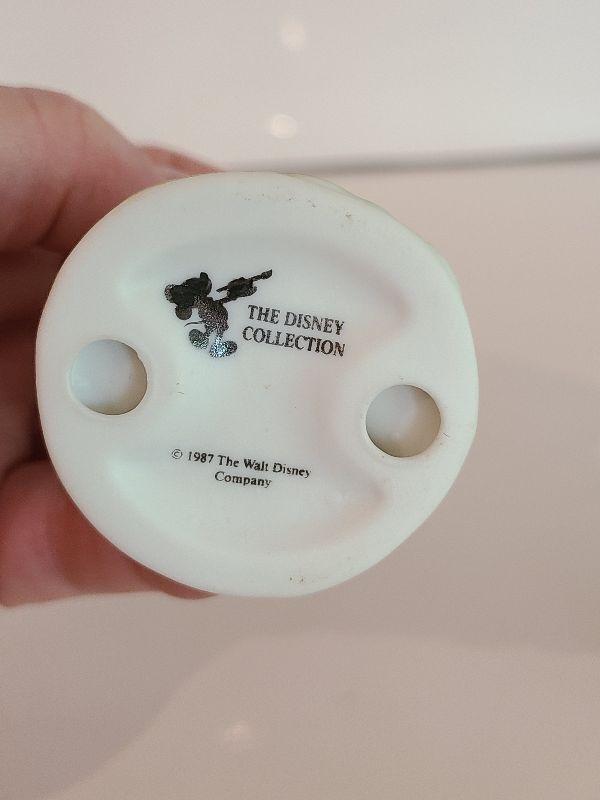 THE DISNEY
COLLECTION
© 1987 The Walt Disney
Company